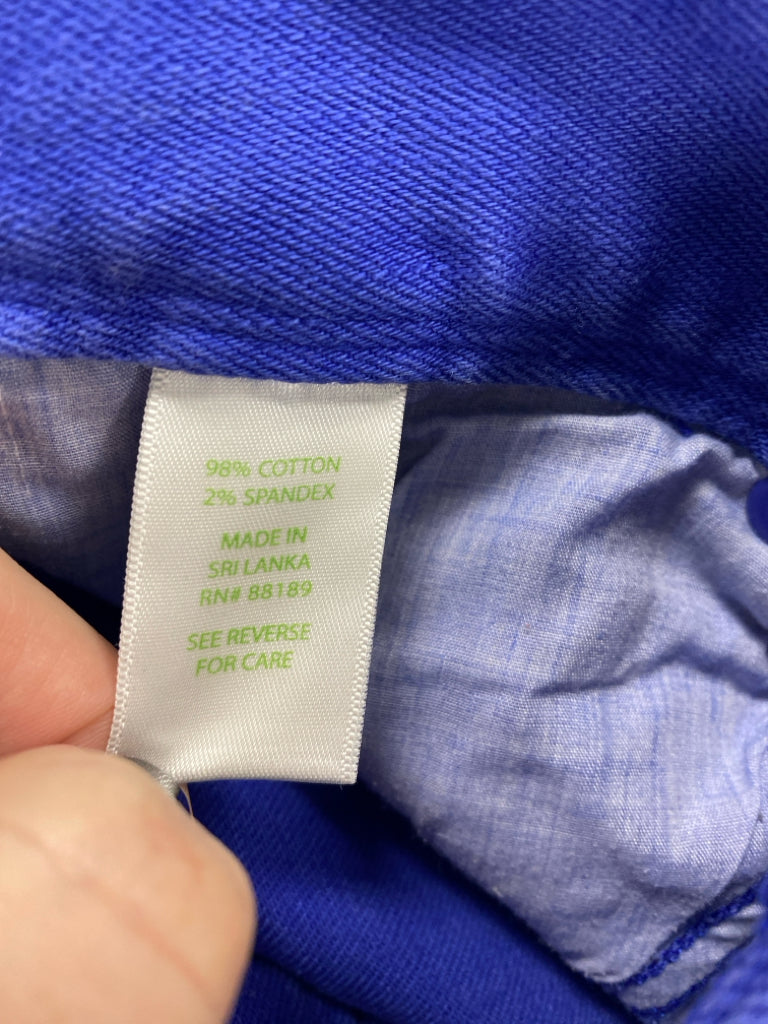 98% COTTON
2% SPANDEX
MADE IN
SRI LANKA
RN# 88189
SEE REVERSE
FOR CARE